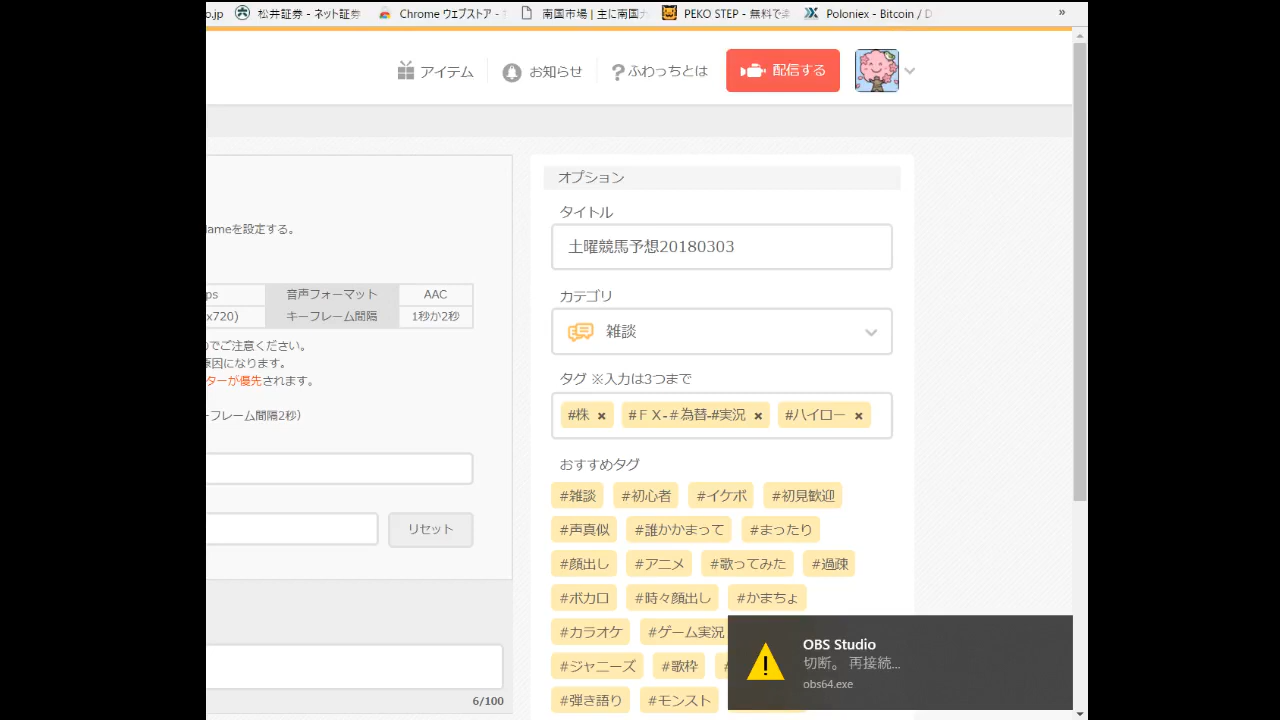 o.jp 松井証券 - ネット証券 Chrome ウェブストア - 南国市場 | 主に南国力 PEKO STEP - 無料で Poloniex - Bitcoin / D »
アイテム お知らせ ?ふわっちとは 配信する
オプション
タイトル
土曜競馬予想20180303
カテゴリ
雑談
タグ ※入力は3つまで
#株 × #ＦＸ-＃為替-#実況 × #ハイロー ×
おすすめタグ
#雑談 #初心者 #イケボ #初見歓迎
#声真似 #誰かかまって #まったり
#顔出し #アニメ #歌ってみた #過疎
#ボカロ #時々顔出し #かまちょ
#カラオケ #ゲーム実況
#ジャニーズ #歌枠 #
#弾き語り #モンスト
ameを設定する。
ps 音声フォーマット AAC
x720) キーフレーム間隔 1秒か2秒
でご注意ください。
原因になります。
ターが優先されます。
ーフレーム間隔2秒）
リセット
6/100
OBS Studio
切断。 再接続...
obs64.exe